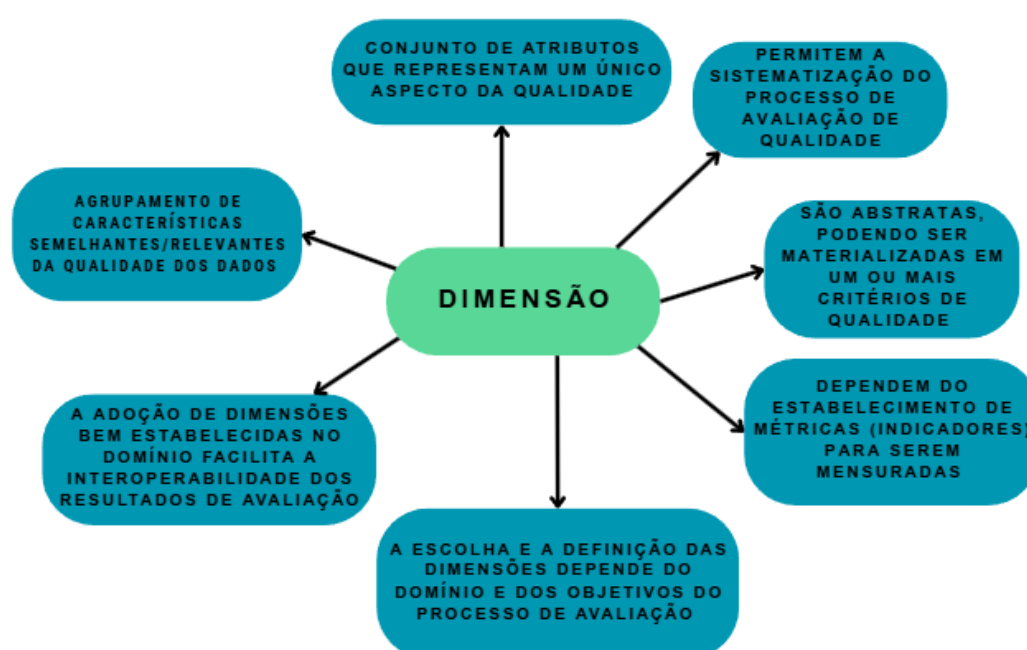 CONJUNTO DE ATRIBUTOS
QUE REPRESENTAM UM ÚNICO
ASPECTO DA QUALIDADE
PERMITEM A
SISTEMATIZAÇÃO DO
PROCESSO DE
AVALIAÇÃO DE
QUALIDADE
AGRUPAMENTO DE
CARACTERÍSTICAS
SEMELHANTES/RELEVANTES
DA QUALIDADE DOS DADOS
SÃO ABSTRATAS,
PODENDO SER
MATERIALIZADAS EM
UM OU MAIS
CRITÉRIOS DE
QUALIDADE
DIMENSÃO
A ADOÇÃO DE DIMENSÕES
BEM ESTABELECIDAS NO
DOMÍNIO FACILITA A
INTEROPERABILIDADE DOS
RESULTADOS DE AVALIAÇÃO
DEPENDEM DO
ESTABELECIMENTO DE
MÉTRICAS (INDICADORES)
PARA SEREM
MENSURADAS
A ESCOLHA E A DEFINIÇÃO DAS
DIMENSÕES DEPENDE DO
DOMÍNIO E DOS OBJETIVOS DO
PROCESSO DE AVALIAÇÃO